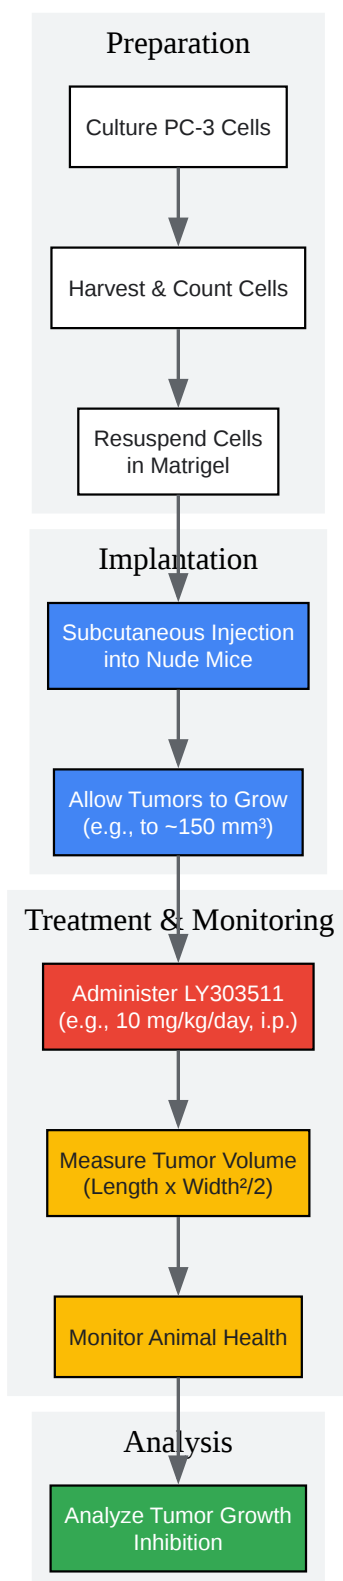 Preparation
Culture PC-3 Cells
Harvest & Count Cells
Resuspend Cells
in Matrigel
Implantation
Subcutaneous Injection
into Nude Mice
Allow Tumors to Grow
(e.g., to ~150 mm³)
Treatment & Monitoring
Administer LY303511
(e.g., 10 mg/kg/day, i.p.)
Measure Tumor Volume
(Length x Width²/2)
Monitor Animal Health
Analysis
Analyze Tumor Growth
Inhibition